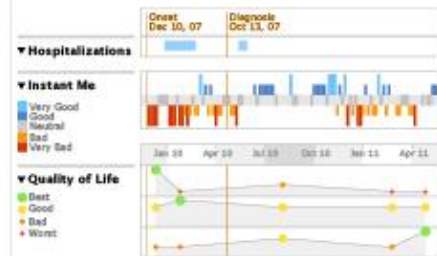 Onset
Dec 10, 07
Diagnosis
Oct 13, 07
▼ Hospitalizations
▼ Instant Me
Very Good
Good
Neutral
Bad
Very Bad
Jan 10 Apr 10 Jul 10 Oct 10 Jan 11 Apr 11
▼ Quality of Life
Best
Good
Bad
Worst